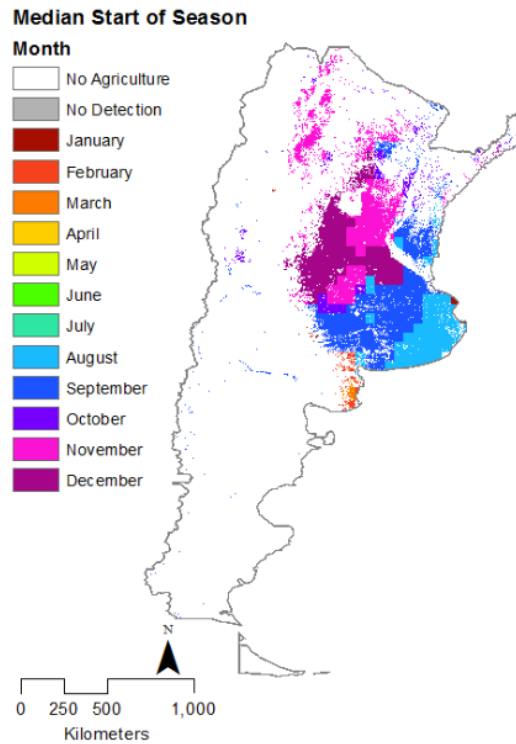 Median Start of Season
Month
No Agriculture
No Detection
January
February
March
April
May
June
July
August
September
October
November
December
N
0 250 500 1,000
Kilometers